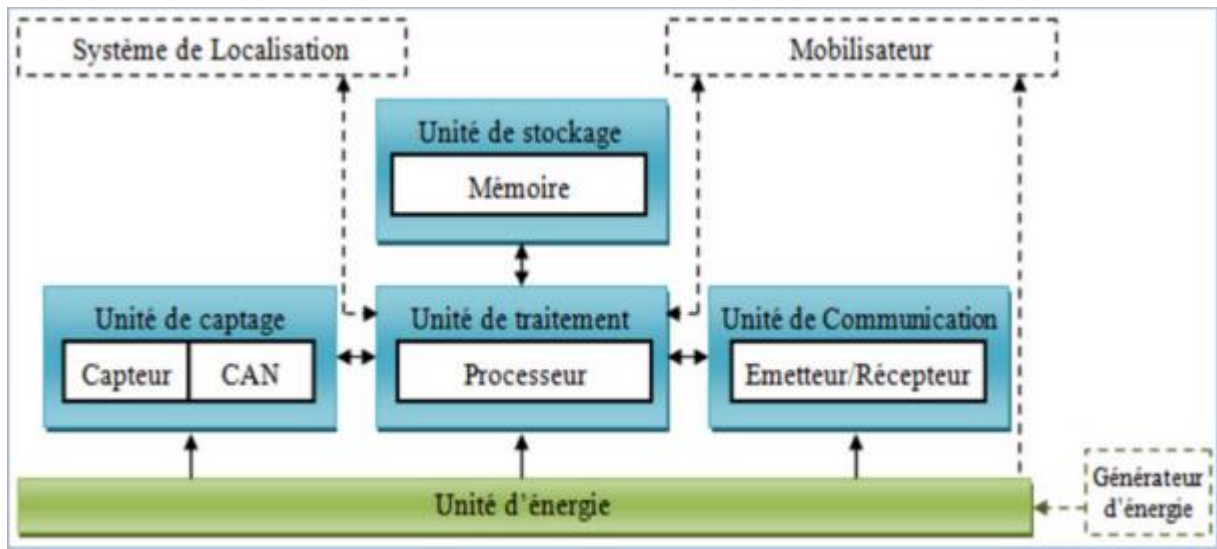 Système de Localisation
Mobilisateur
Unité de stockage
Mémoire
Unité de captage
Capteur
CAN
Unité de traitement
Processeur
Unité de Communication
Emetteur/Récepteur
Unité d'énergie
Générateur
d'énergie